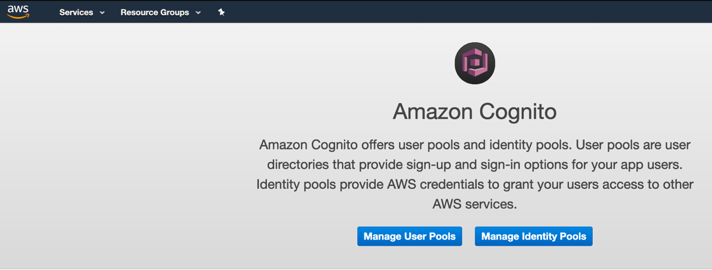 aws Services Resource Groups
Amazon Cognito
Amazon Cognito offers user pools and identity pools. User pools are user
directories that provide sign-up and sign-in options for your app users.
Identity pools provide AWS credentials to grant your users access to other
AWS services.
Manage User Pools Manage Identity Pools